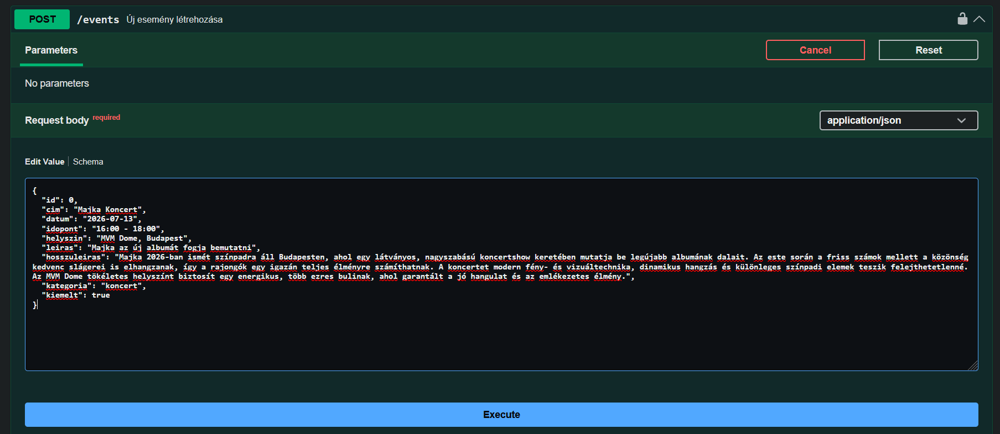 POST /events Új esemény létrehozása
Parameters
Cancel
Reset
No parameters
Request body required
application/json
Edit Value | Schema
{
  "id": 0,
  "cim": "Majka Koncert",
  "datum": "2026-07-13",
  "idopont": "16:00 - 18:00",
  "helyszin": "MVM Dome, Budapest",
  "leiras": "Majka az új albumát fogja bemutatni",
  "hosszuleiras": "Majka 2026-ban ismét színpadra áll Budapesten, ahol egy látványos, nagyszabású koncertshow keretében mutatja be legújabb albumának dalait. Az este során a friss számok mellett a közönség
kedvenc slágerei is elhangzanak, így a rajongók egy igazán teljes élményre számíthatnak. A koncertet modern fény- és vizuáltechnika, dinamikus hangzás és különleges színpadi elemek teszik felejthetetlenné.
Az MVM Dome tökéletes helyszínt biztosít egy energikus, több ezres bulinak, ahol garantált a jó hangulat és az emlékezetes élmény.",
  "kategoria": "koncert",
  "kiemelt": true
}
Execute